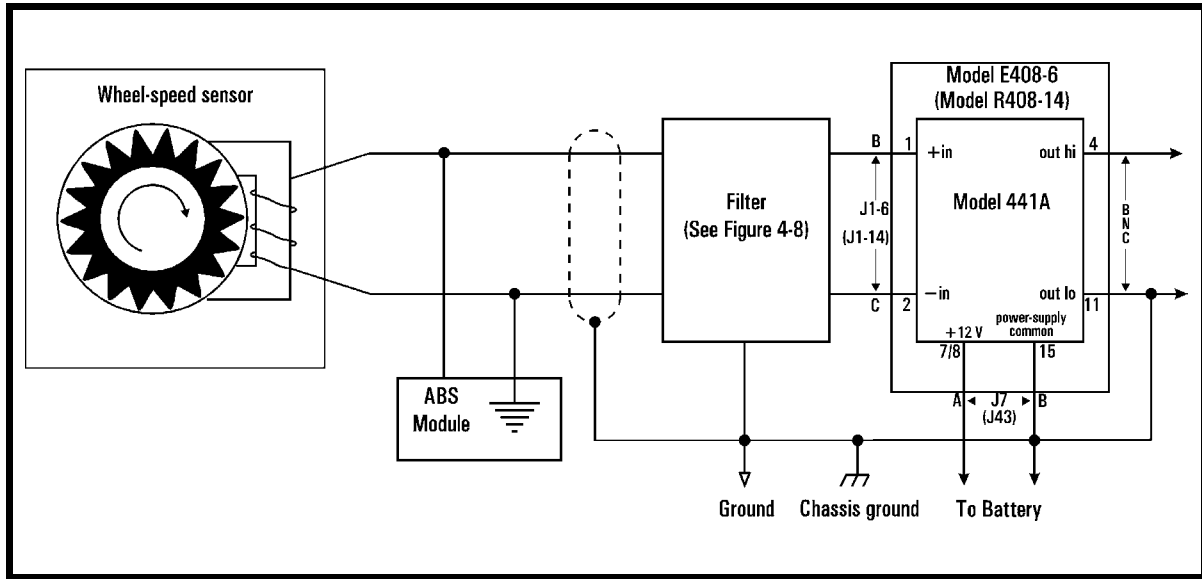 Model E408-6
(Model R408-14)
Wheel-speed sensor
B
1
+in
out hi
4
Filter
(See Figure 4-8)
J1-6
(J1-14)
Model 441A
BNC
C
2
−in
out lo
11
power-supply
common
+12 V
7/8
15
ABS
Module
A
J7
B
(J43)
Ground
Chassis ground
To Battery